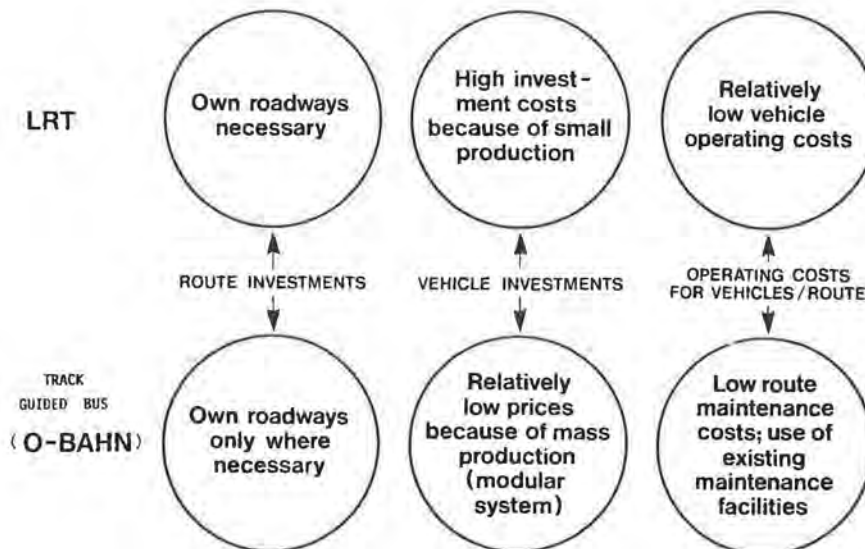 LRT
Own roadways
necessary
High invest-
ment costs
because of small
production
Relatively
low vehicle
operating costs
ROUTE INVESTMENTS
VEHICLE INVESTMENTS
OPERATING COSTS
FOR VEHICLES/ROUTE
TRACK
GUIDED BUS
(O-BAHN)
Own roadways
only where
necessary
Relatively
low prices
because of mass
production
(modular
system)
Low route
maintenance
costs; use of
existing
maintenance
facilities